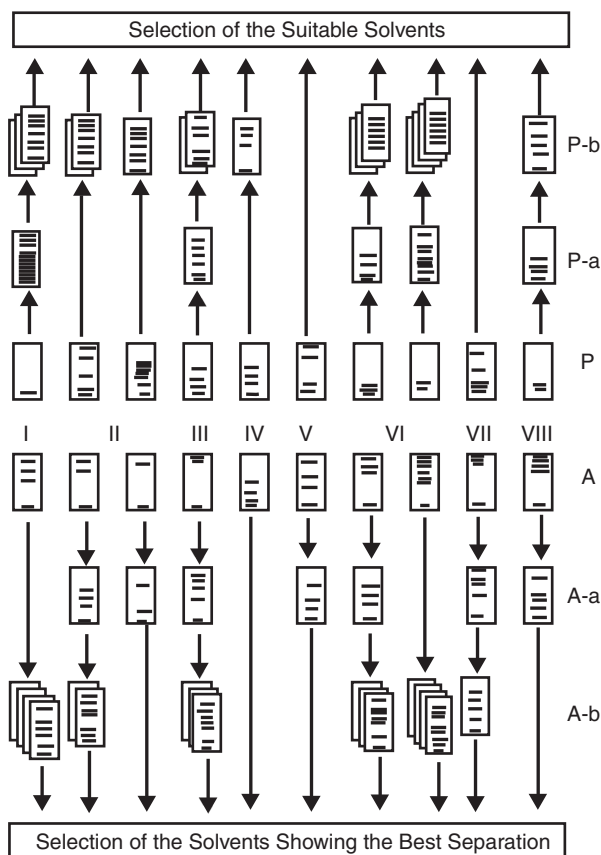 Selection of the Suitable Solvents
P-b
P-a
P
I II III IV V VI VII VIII
A
A-a
A-b
Selection of the Solvents Showing the Best Separation